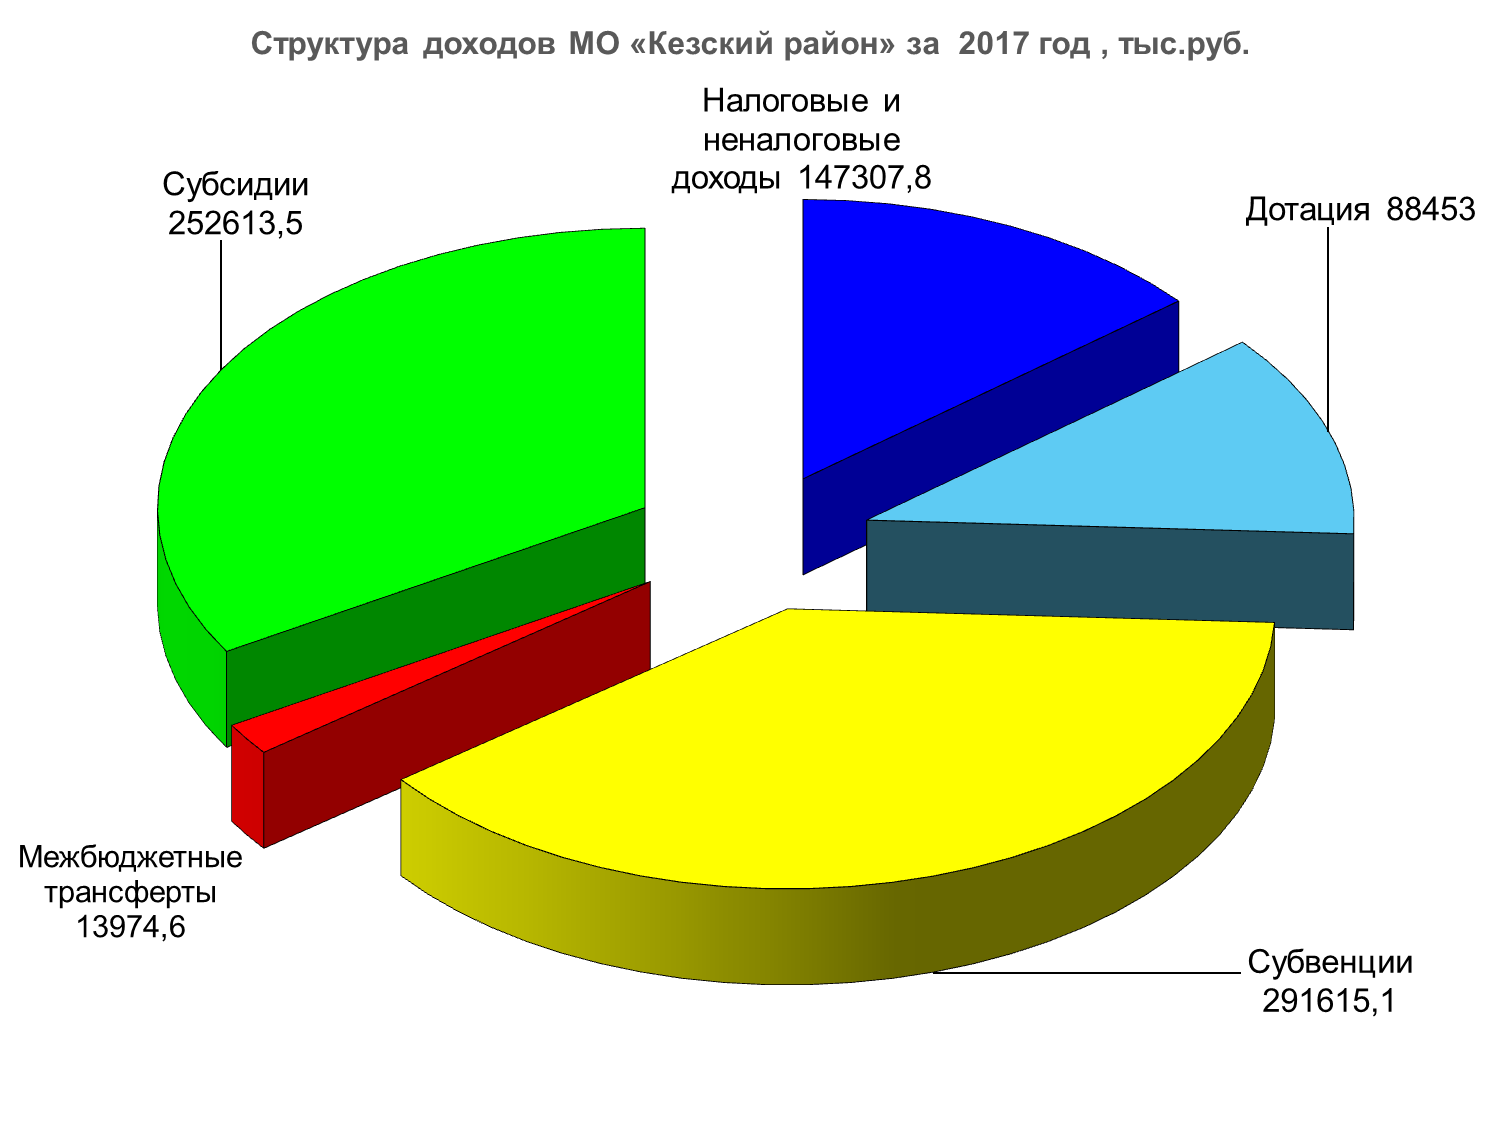 Структура доходов МО «Кезский район» за 2017 год , тыс.руб.
Налоговые и
неналоговые
доходы 147307,8
Субсидии
252613,5
Дотация 88453
Межбюджетные
трансферты
13974,6
Субвенции
291615,1